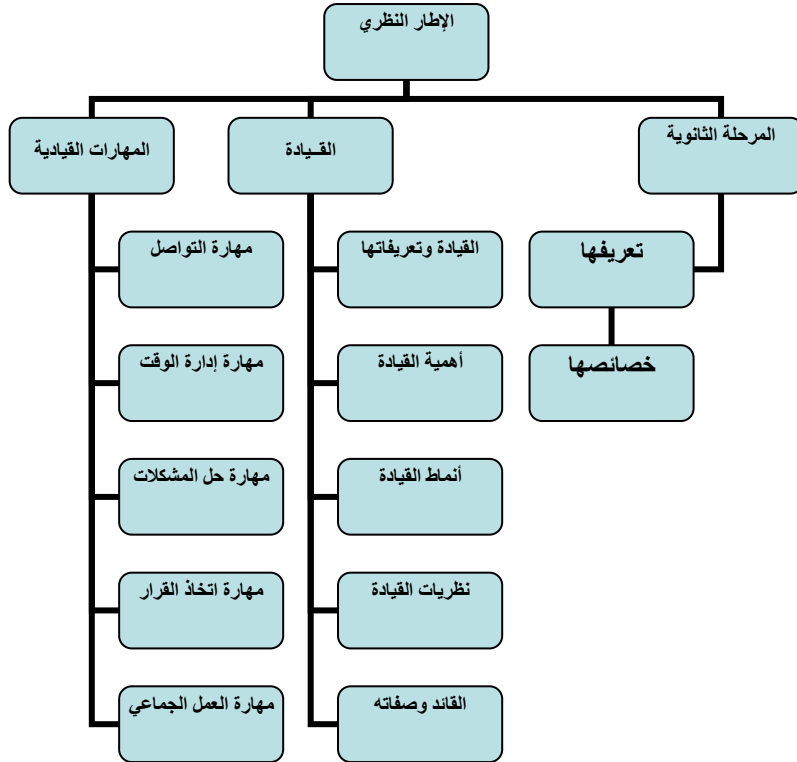 الإطار النظري
المرحلة الثانوية
القــيادة
المهارات القيادية
تعريفها
القيادة وتعريفاتها
مهارة التواصل
خصائصها
أهمية القيادة
مهارة إدارة الوقت
أنماط القيادة
مهارة حل المشكلات
نظريات القيادة
مهارة اتخاذ القرار
القائد وصفاته
مهارة العمل الجماعي